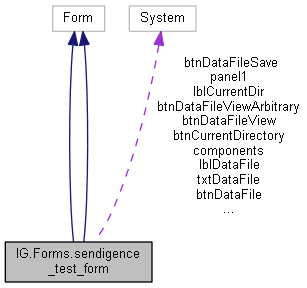 Form
System
btnDataFileSave
panel1
lblCurrentDir
btnDataFileViewArbitrary
btnDataFileView
btnCurrentDirectory
components
lblDataFile
txtDataFile
btnDataFile
...
IG.Forms.sendigence
_test_form